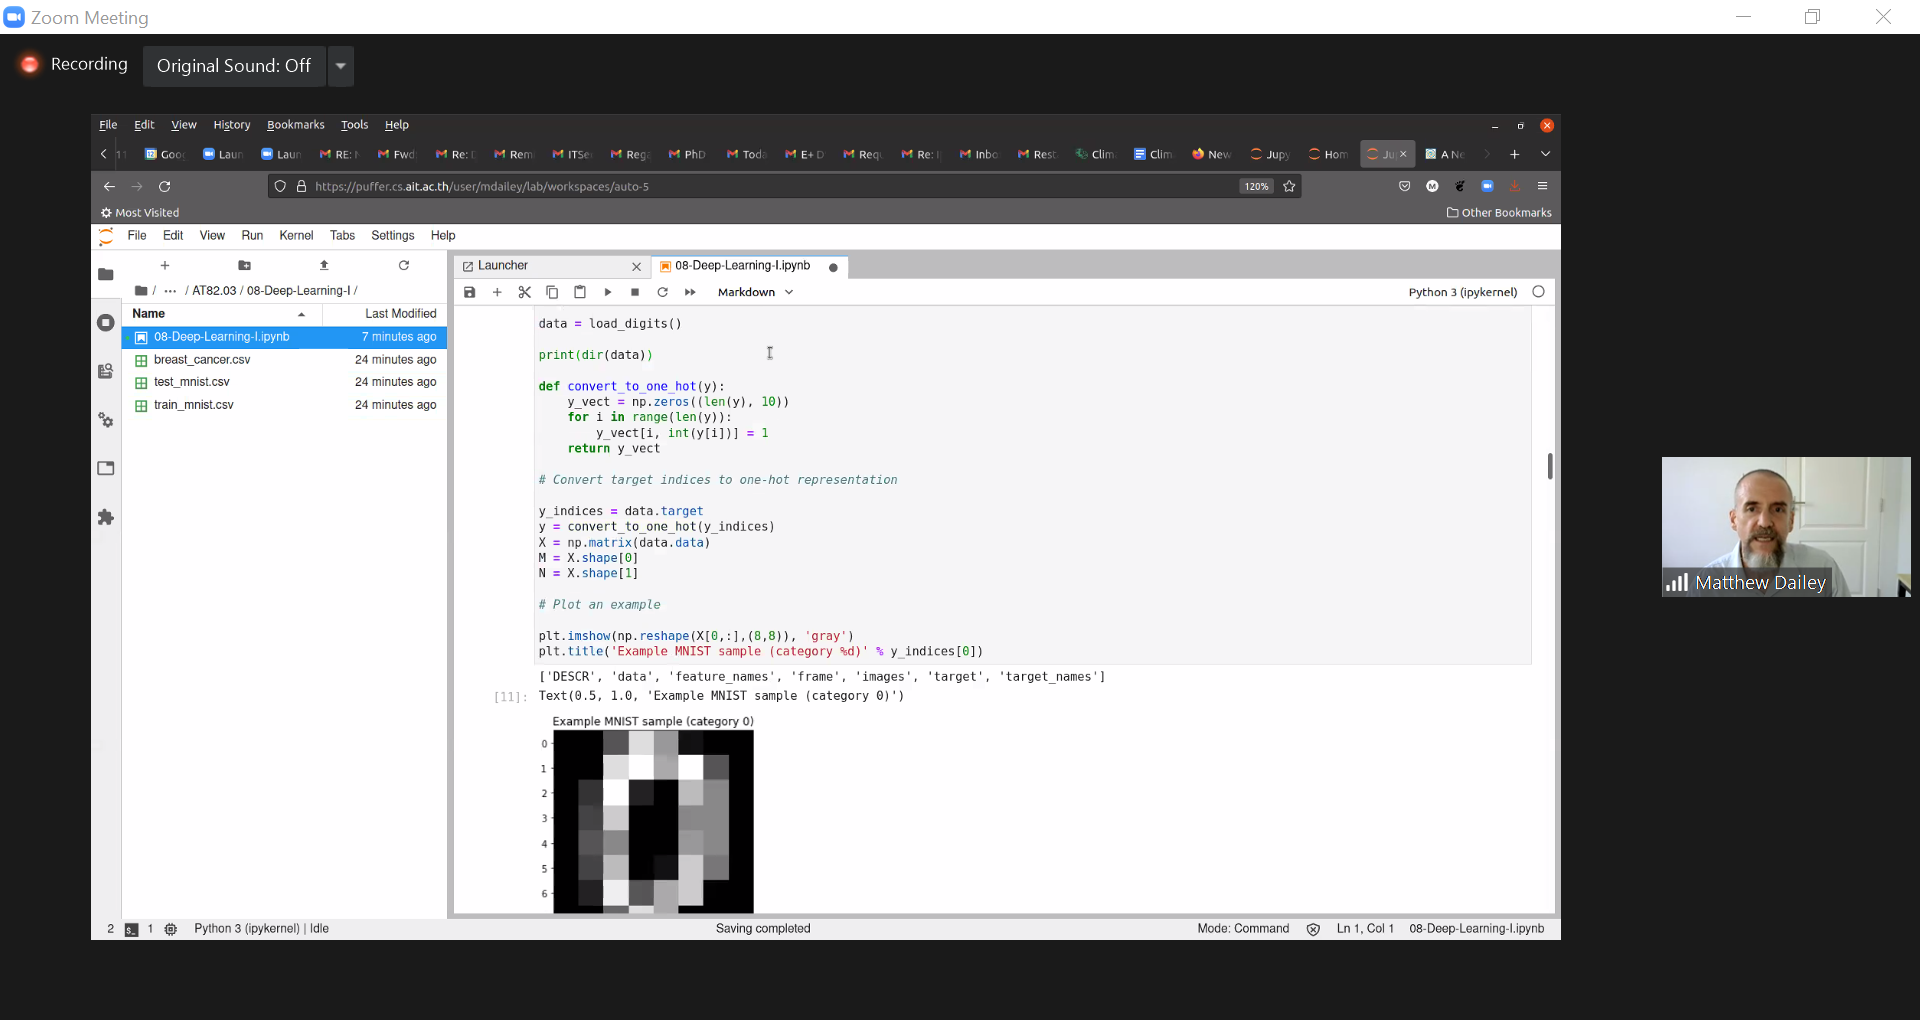 Zoom Meeting
Recording
Original Sound: Off
File Edit View History Bookmarks Tools Help
Goo Laun Laun RE: Fwd Re: Rem ITSe Reg PhD Toda E+ D Req Re: Inbo Rest Clim Clim New Jupy Hom Ju A Ne
https://puffer.cs.ait.ac.th/user/mdailey/lab/workspaces/auto-5 120%
Most Visited Other Bookmarks
File Edit View Run Kernel Tabs Settings Help
Launcher 08-Deep-Learning-I.ipynb
/ ··· / AT82.03 / 08-Deep-Learning-I /
Markdown Python 3 (ipykernel)
Name Last Modified
08-Deep-Learning-I.ipynb 7 minutes ago
breast_cancer.csv 24 minutes ago
test_mnist.csv 24 minutes ago
train_mnist.csv 24 minutes ago
data = load_digits()
print(dir(data))
def convert_to_one_hot(y):
y_vect = np.zeros((len(y), 10))
for i in range(len(y)):
y_vect[i, int(y[i])] = 1
return y_vect
# Convert target indices to one-hot representation
y_indices = data.target
y = convert_to_one_hot(y_indices)
X = np.matrix(data.data)
M = X.shape[0]
N = X.shape[1]
# Plot an example
plt.imshow(np.reshape(X[0,:],(8,8)), 'gray')
plt.title('Example MNIST sample (category %d)' % y_indices[0])
['DESCR', 'data', 'feature_names', 'frame', 'images', 'target', 'target_names']
[11]: Text(0.5, 1.0, 'Example MNIST sample (category 0)')
Example MNIST sample (category 0)
0
1
2
3
4
5
6
Matthew Dailey
2 1 Python 3 (ipykernel) | Idle Saving completed Mode: Command Ln 1, Col 1 08-Deep-Learning-I.ipynb